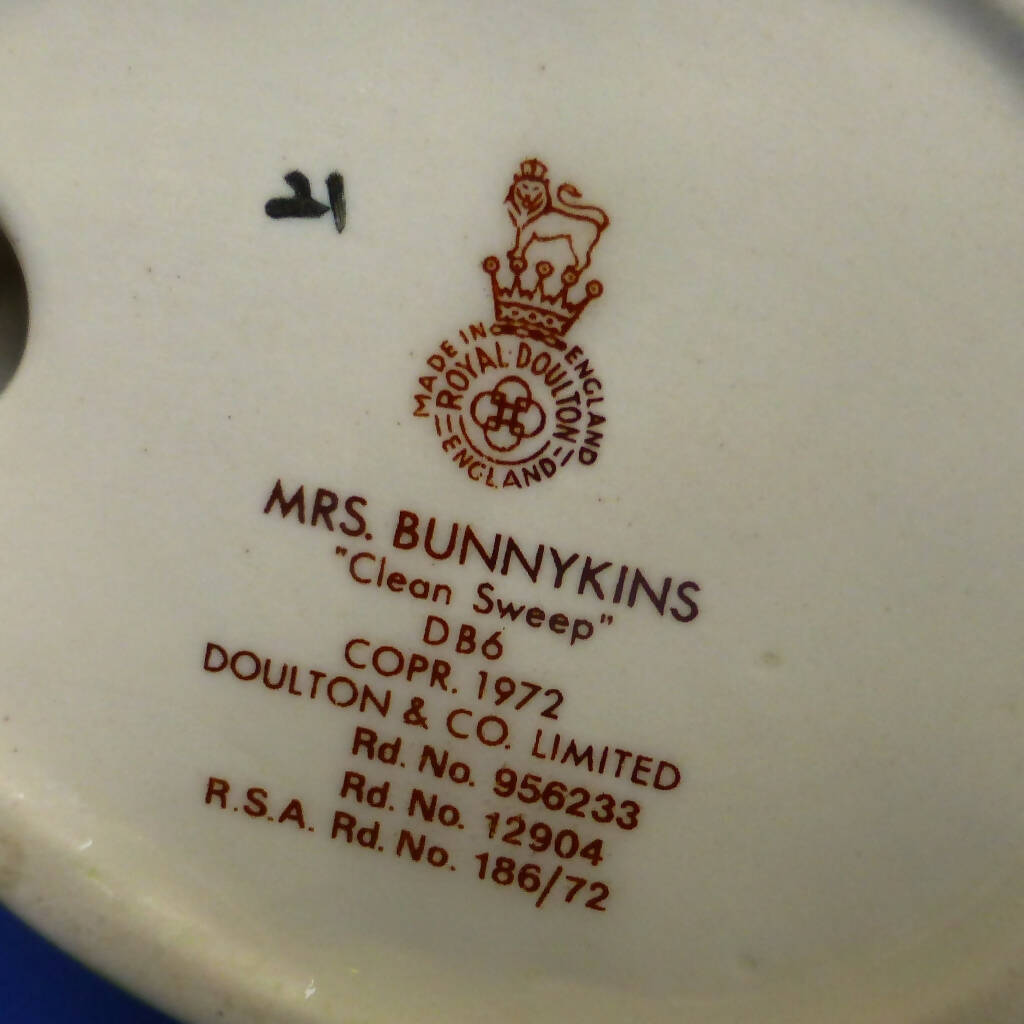 21
MADE IN ENGLAND
ROYAL DOULTON
ENGLAND
MRS. BUNNYKINS
"Clean Sweep"
DB6
COPR. 1972
DOULTON & CO. LIMITED
Rd. No. 956233
Rd. No. 12904
R.S.A. Rd. No. 186/72